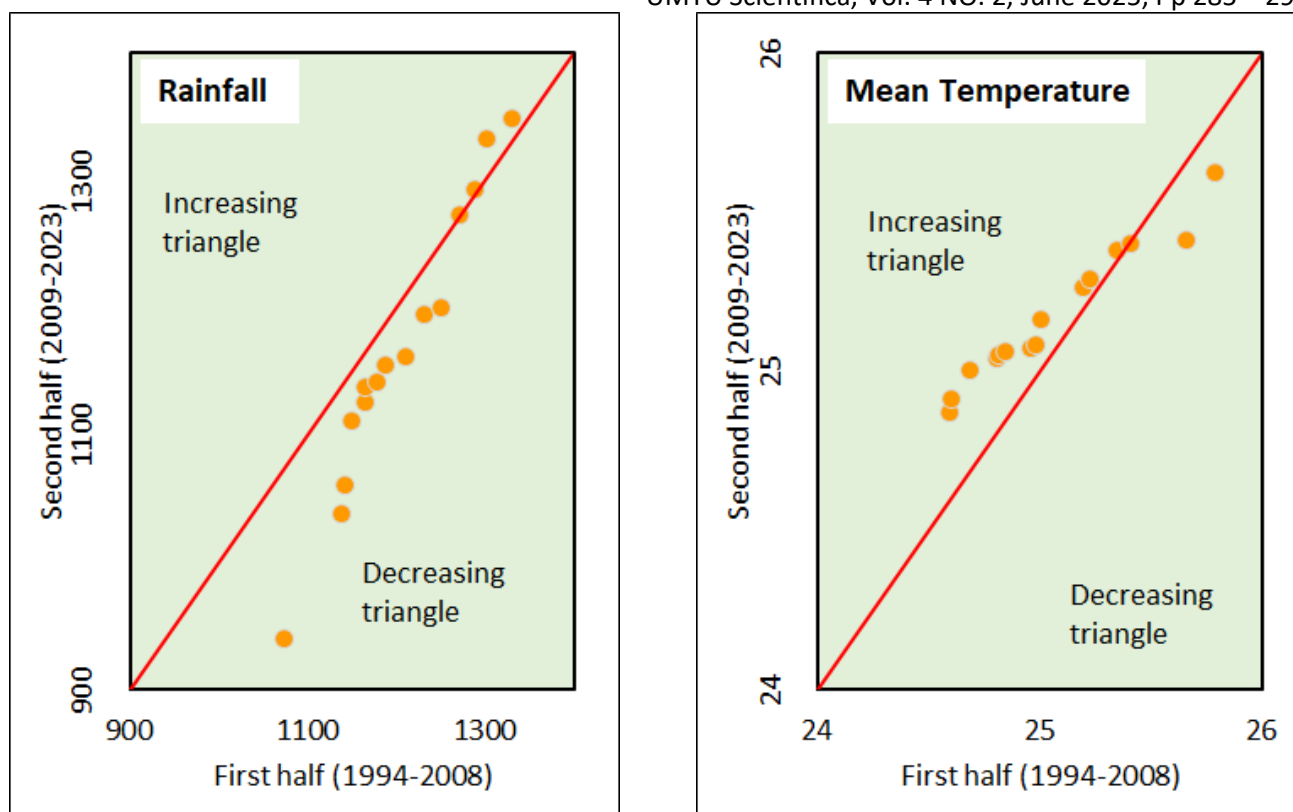 Rainfall
Increasing
triangle
Decreasing
triangle
Second half (2009-2023)
1300
1100
900
900 1100 1300
First half (1994-2008)
Mean Temperature
Increasing
triangle
Decreasing
triangle
Second half (2009-2023)
26
25
24
24 25 26
First half (1994-2008)